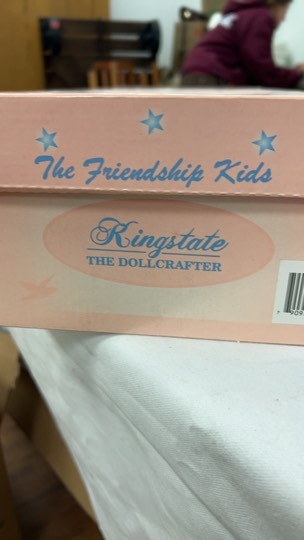 The Friendship Kids
Kingstate
THE DOLLCRAFTER